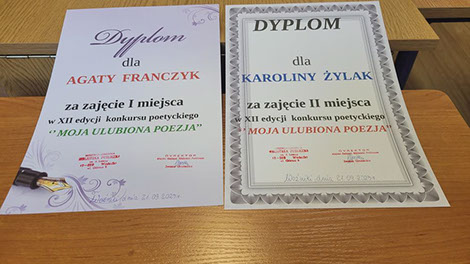 Dyplom
dla
AGATY FRANCZYK
za zajęcie I miejsca
w XII edycji konkursu poetyckiego
‘’ MOJA ULUBIONA POEZJA’’
DYPLOM
dla
KAROLINY ŻYLAK
za zajęcie II miejsca
w XII edycji konkursu poetyckiego
‘’MOJA ULUBIONA POEZJA’’